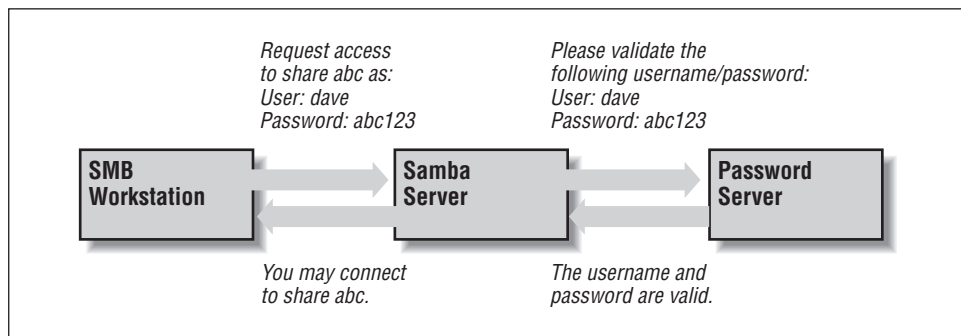 Request access
to share abc as:
User: dave
Password: abc123
Please validate the
following username/password:
User: dave
Password: abc123
SMB
Workstation
Samba
Server
Password
Server
You may connect
to share abc.
The username and
password are valid.